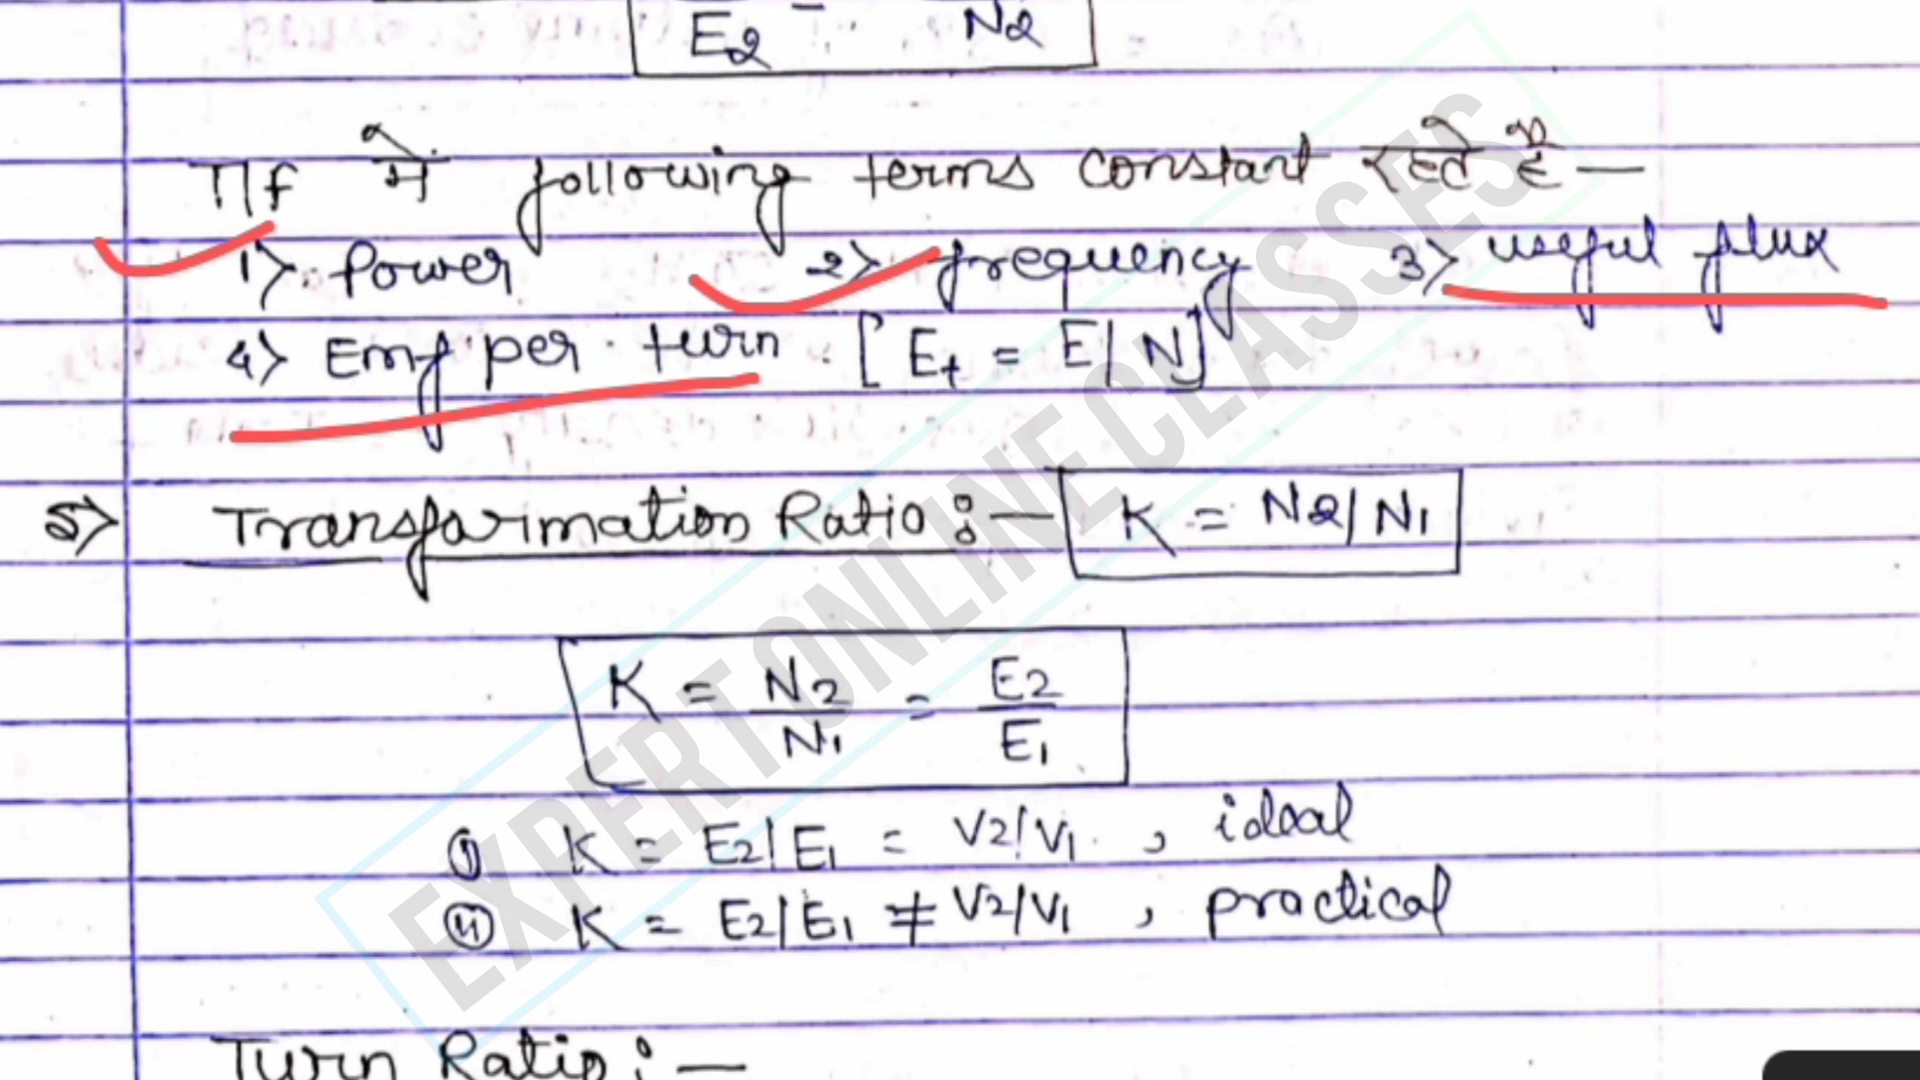 E2 = N2
T/f में following terms constant रहते हैं —
1> Power 2> frequency 3> useful flux
4> Emf per turn. [Et = E/N]
5> Transformation Ratio :— K = N2/N1
K = N2/N1 = E2/E1
(i) K = E2/E1 = V2/V1 , ideal
(ii) K = E2/E1 ≠ V2/V1 , practical
Turn Ratio :—
EXPERT ONLINE CLASSES